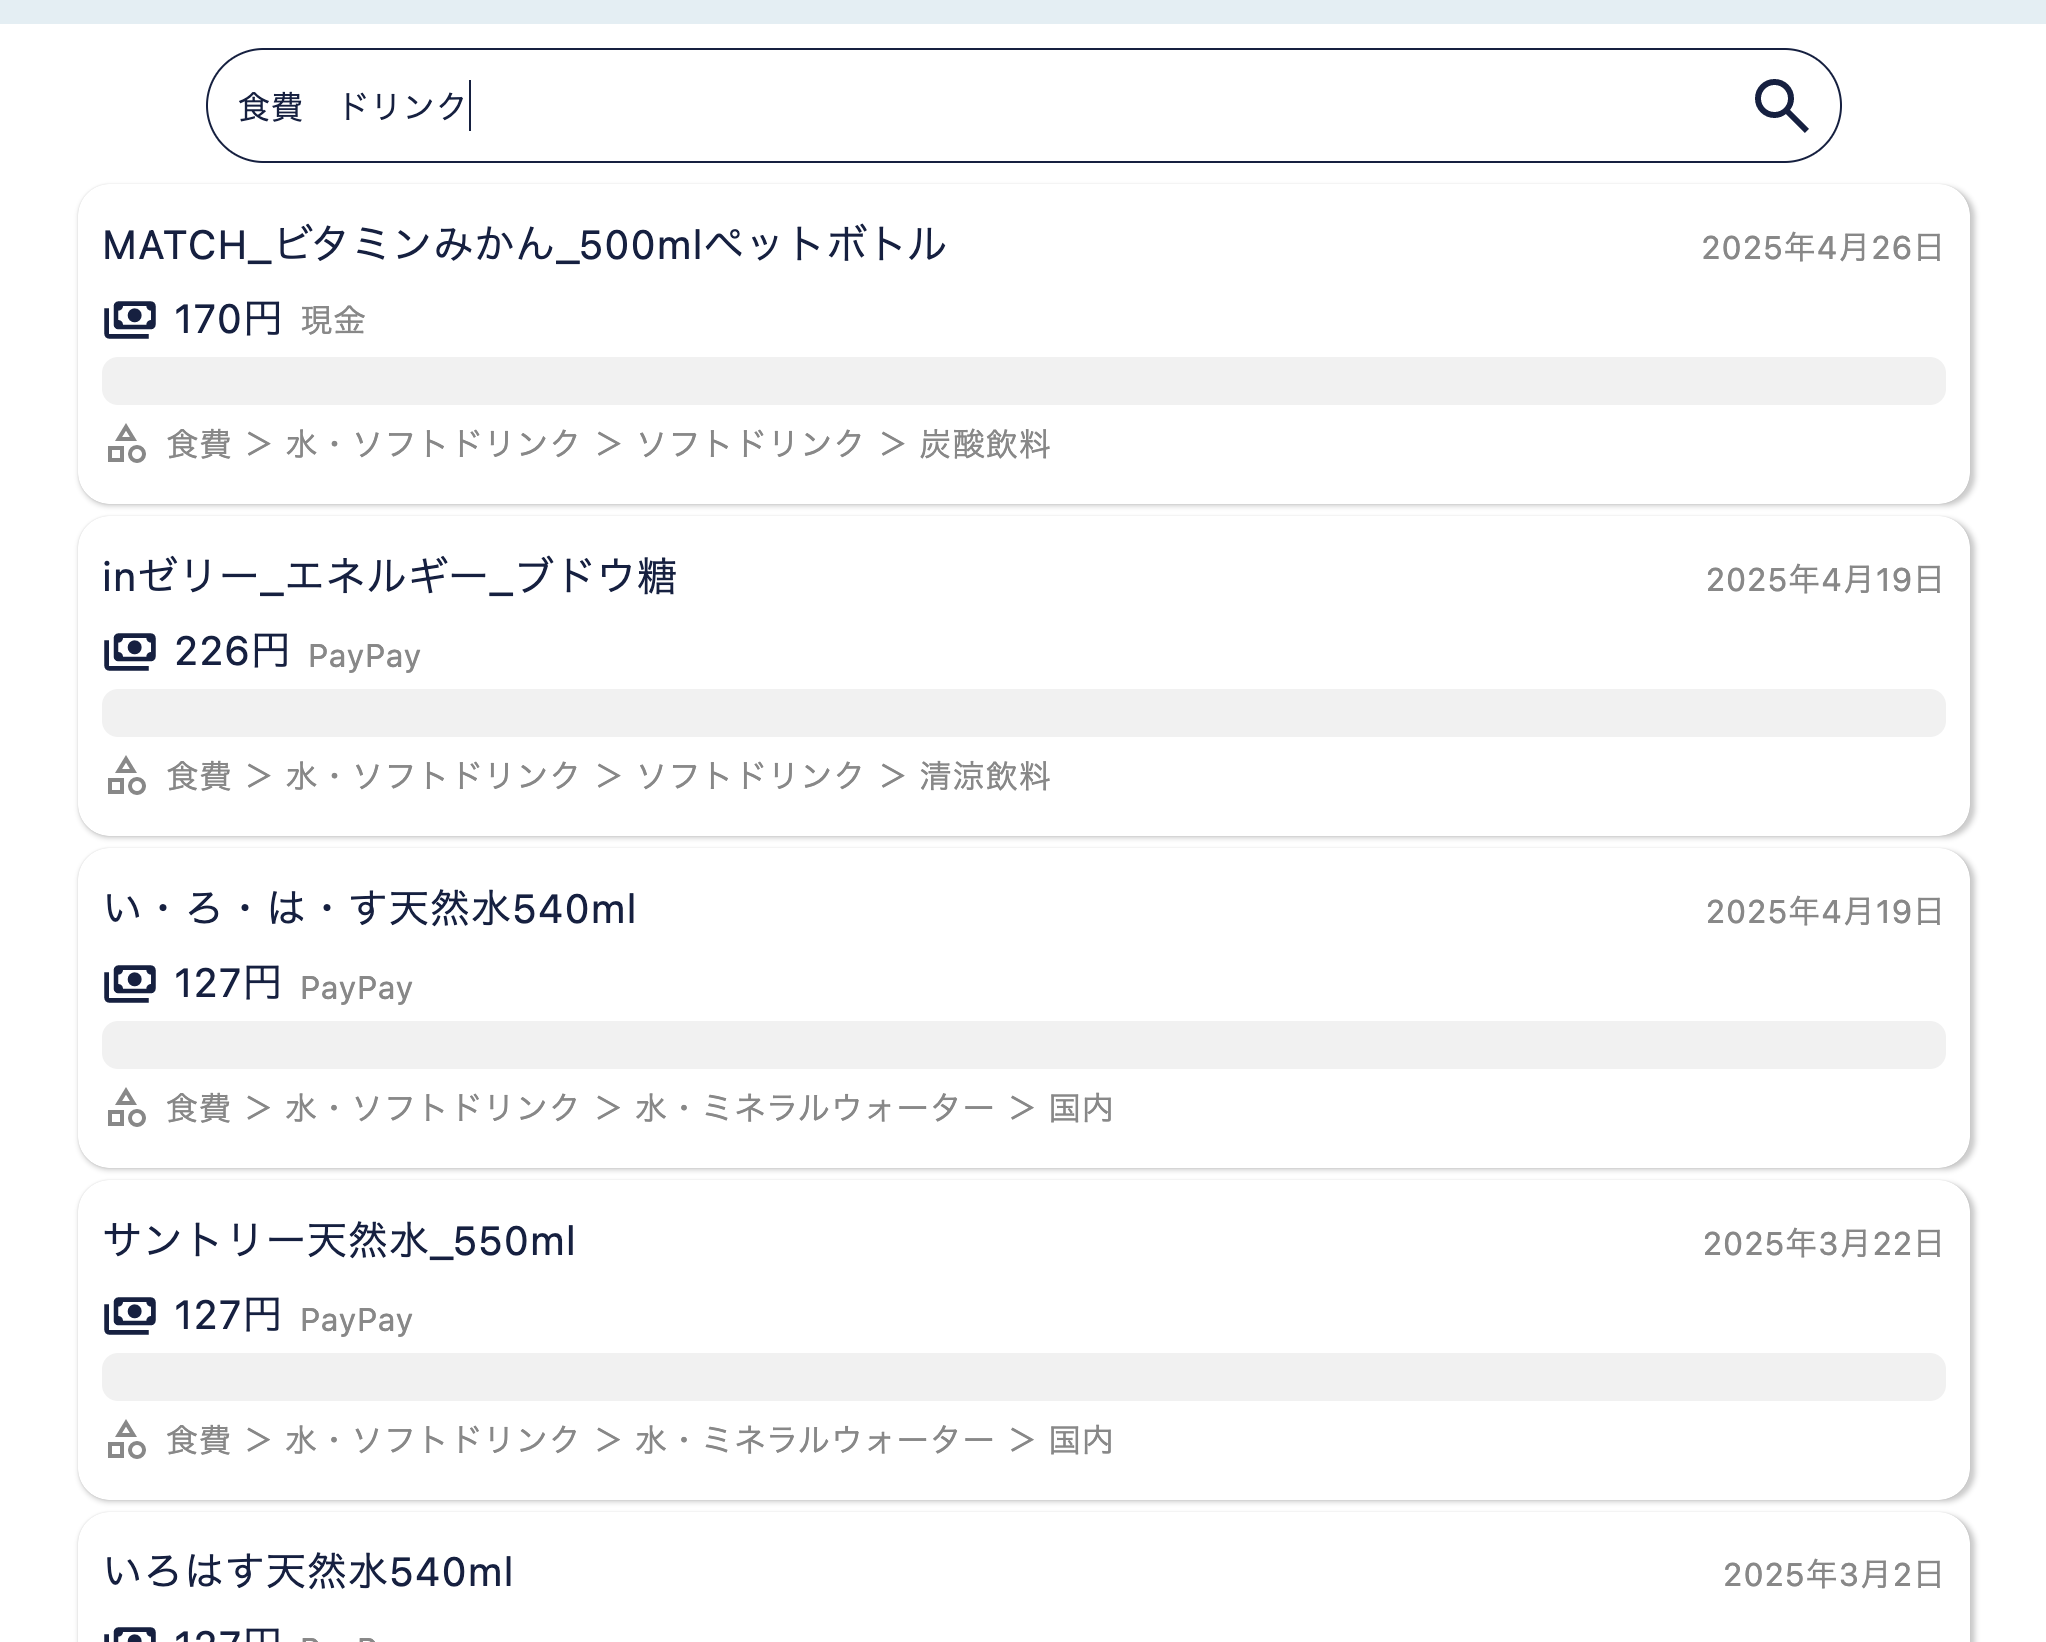 食費　ドリンク
MATCH_ビタミンみかん_500mlペットボトル
2025年4月26日
170円 現金
食費 ＞ 水・ソフトドリンク ＞ ソフトドリンク ＞ 炭酸飲料
inゼリー_エネルギー_ブドウ糖
2025年4月19日
226円 PayPay
食費 ＞ 水・ソフトドリンク ＞ ソフトドリンク ＞ 清涼飲料
い・ろ・は・す天然水540ml
2025年4月19日
127円 PayPay
食費 ＞ 水・ソフトドリンク ＞ 水・ミネラルウォーター ＞ 国内
サントリー天然水_550ml
2025年3月22日
127円 PayPay
食費 ＞ 水・ソフトドリンク ＞ 水・ミネラルウォーター ＞ 国内
いろはす天然水540ml
2025年3月2日